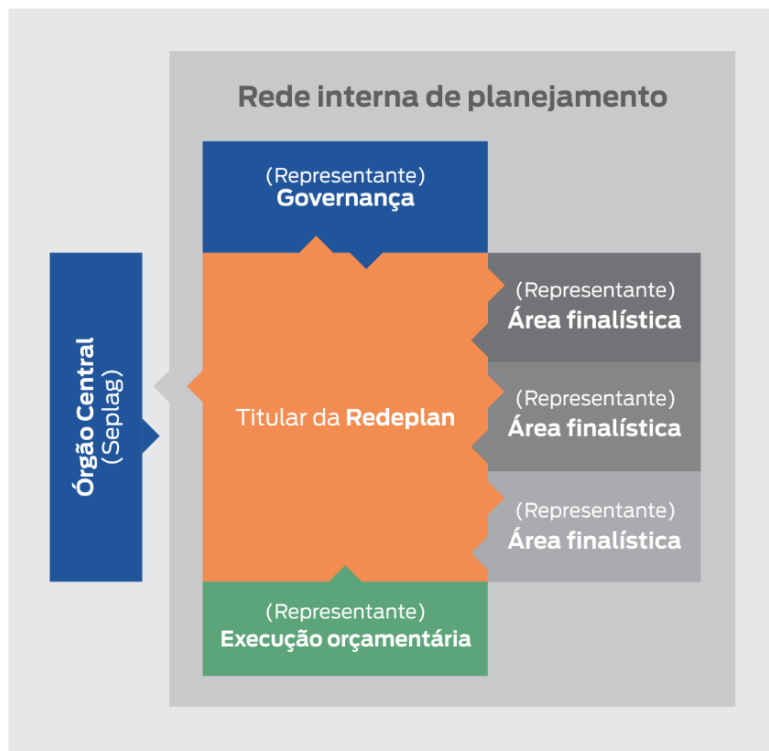 Rede interna de planejamento
(Representante)
Governança
Órgão Central
(Seplag)
Titular da Redeplan
(Representante)
Área finalística
(Representante)
Área finalística
(Representante)
Área finalística
(Representante)
Execução orçamentária